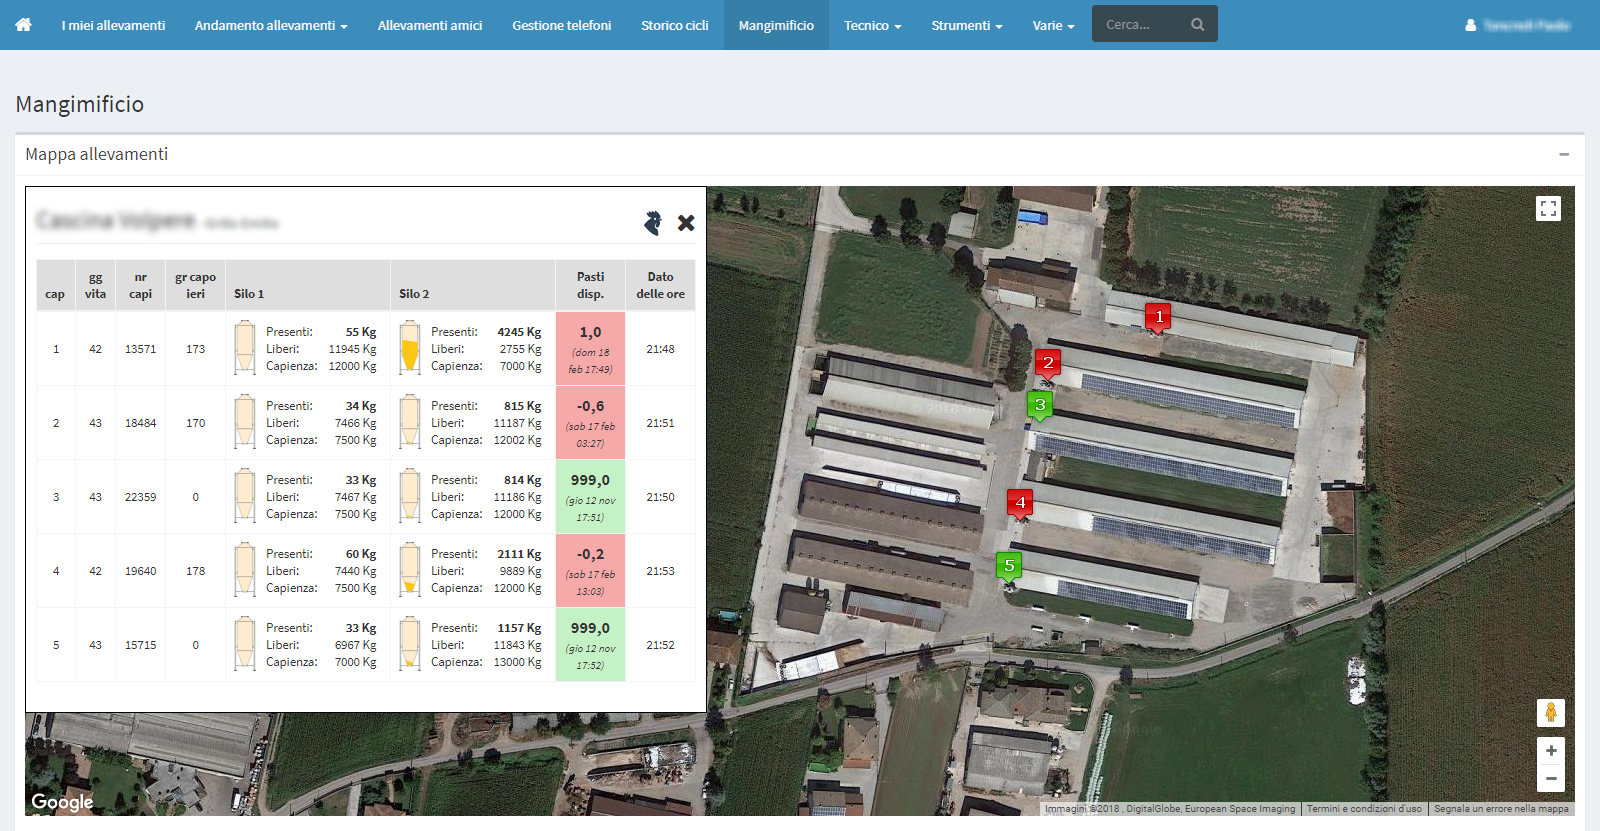 I miei allevamenti Andamento allevamenti Allevamenti amici Gestione telefoni Storico cicli Mangimificio Tecnico Strumenti Varie Cerca...
Mangimificio
Mappa allevamenti
cap gg vita nr capi gr capo ieri Silo 1 Silo 2 Pasti disp. Dato delle ore
1 42 13571 173 Presenti: 55 Kg Liberi: 11945 Kg Capienza: 12000 Kg Presenti: 4245 Kg Liberi: 2755 Kg Capienza: 7000 Kg 1,0 (dom 18 feb 17:49) 21:48
2 43 18484 170 Presenti: 34 Kg Liberi: 7466 Kg Capienza: 7500 Kg Presenti: 815 Kg Liberi: 11187 Kg Capienza: 12002 Kg -0,6 (sab 17 feb 03:27) 21:51
3 43 22359 0 Presenti: 33 Kg Liberi: 7467 Kg Capienza: 7500 Kg Presenti: 814 Kg Liberi: 11186 Kg Capienza: 12000 Kg 999,0 (gio 12 nov 17:51) 21:50
4 42 19640 178 Presenti: 60 Kg Liberi: 7440 Kg Capienza: 7500 Kg Presenti: 2111 Kg Liberi: 9889 Kg Capienza: 12000 Kg -0,2 (sab 17 feb 13:03) 21:53
5 43 15715 0 Presenti: 33 Kg Liberi: 6967 Kg Capienza: 7000 Kg Presenti: 1157 Kg Liberi: 11843 Kg Capienza: 13000 Kg 999,0 (gio 12 nov 17:52) 21:52
1
2
3
4
5
Google
Immagini ©2018 , DigitalGlobe, European Space Imaging Termini e condizioni d'uso Segnala un errore nella mappa